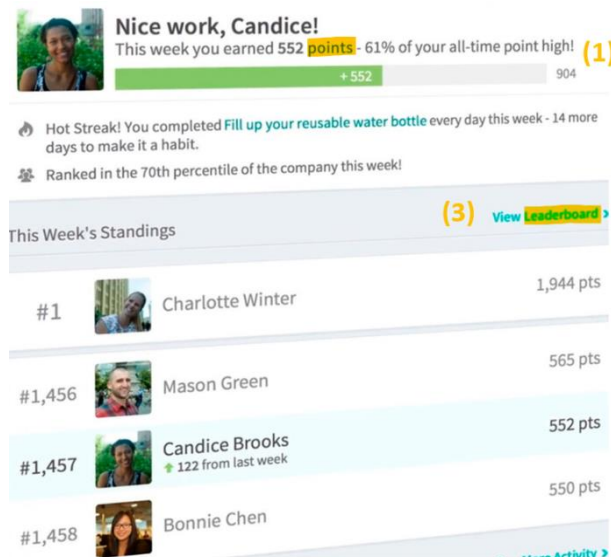 Nice work, Candice!
This week you earned 552 points - 61% of your all-time point high! (1)
+ 552
904
Hot Streak! You completed Fill up your reusable water bottle every day this week - 14 more
days to make it a habit.
Ranked in the 70th percentile of the company this week!
This Week's Standings
(3) View Leaderboard >
#1 Charlotte Winter 1,944 pts
#1,456 Mason Green 565 pts
#1,457 Candice Brooks 552 pts
122 from last week
#1,458 Bonnie Chen 550 pts
Activity >